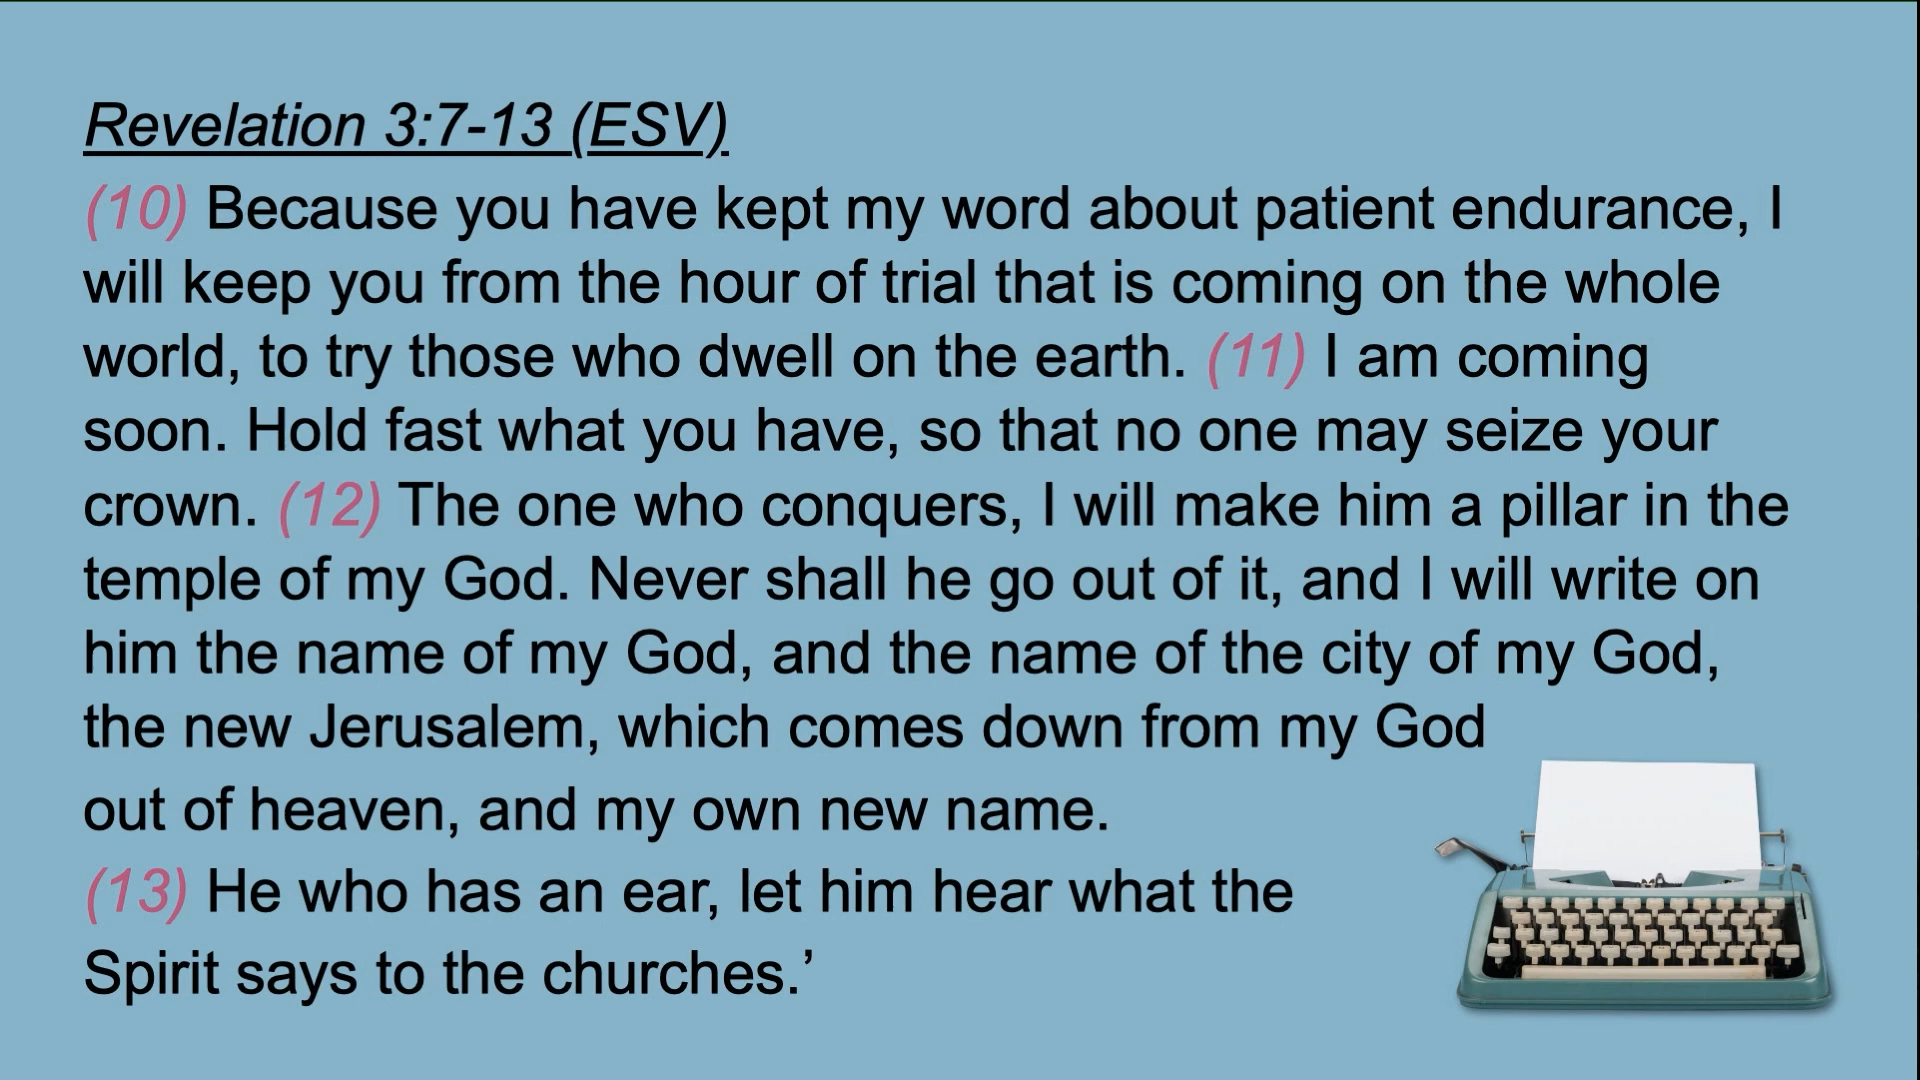 Revelation 3:7-13 (ESV)
(10) Because you have kept my word about patient endurance, I
will keep you from the hour of trial that is coming on the whole
world, to try those who dwell on the earth. (11) I am coming
soon. Hold fast what you have, so that no one may seize your
crown. (12) The one who conquers, I will make him a pillar in the
temple of my God. Never shall he go out of it, and I will write on
him the name of my God, and the name of the city of my God,
the new Jerusalem, which comes down from my God
out of heaven, and my own new name.
(13) He who has an ear, let him hear what the
Spirit says to the churches.’